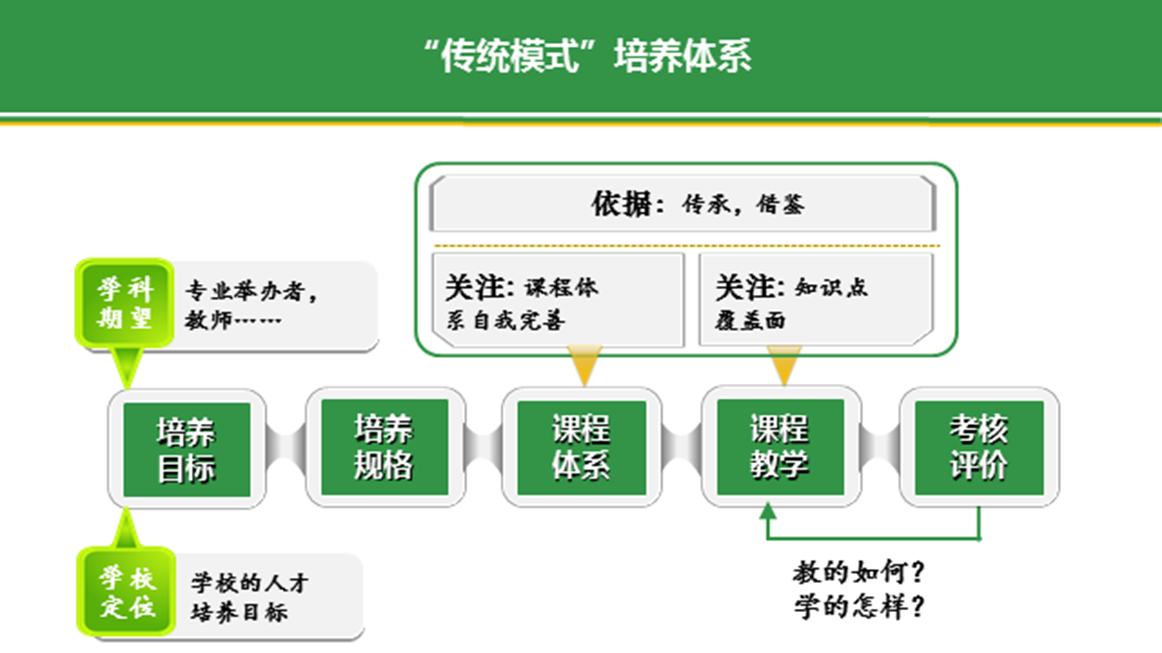 “传统模式”培养体系
依据：传承，借鉴
关注：课程体
系自我完善
关注：知识点
覆盖面
学科
期望
专业举办者，
教师……
培养
目标
培养
规格
课程
体系
课程
教学
考核
评价
学校
定位
学校的人才
培养目标
教的如何？
学的怎样？